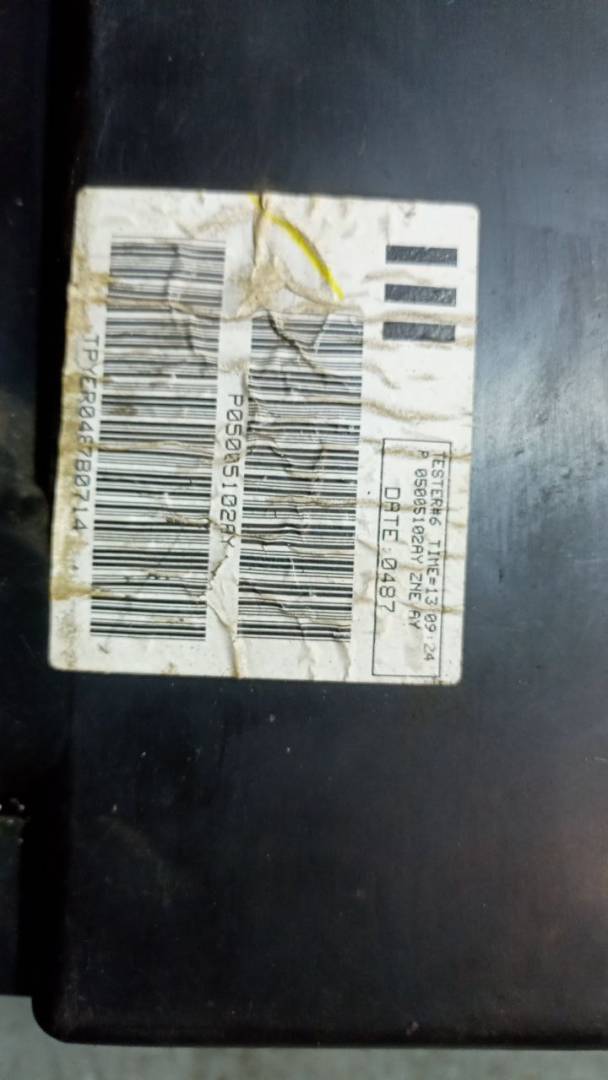 TESTER#6 TIME=13:09:24
P 05005102AY ZNE AY
DATE:0487
P05005102AY
TPYER0487B0714